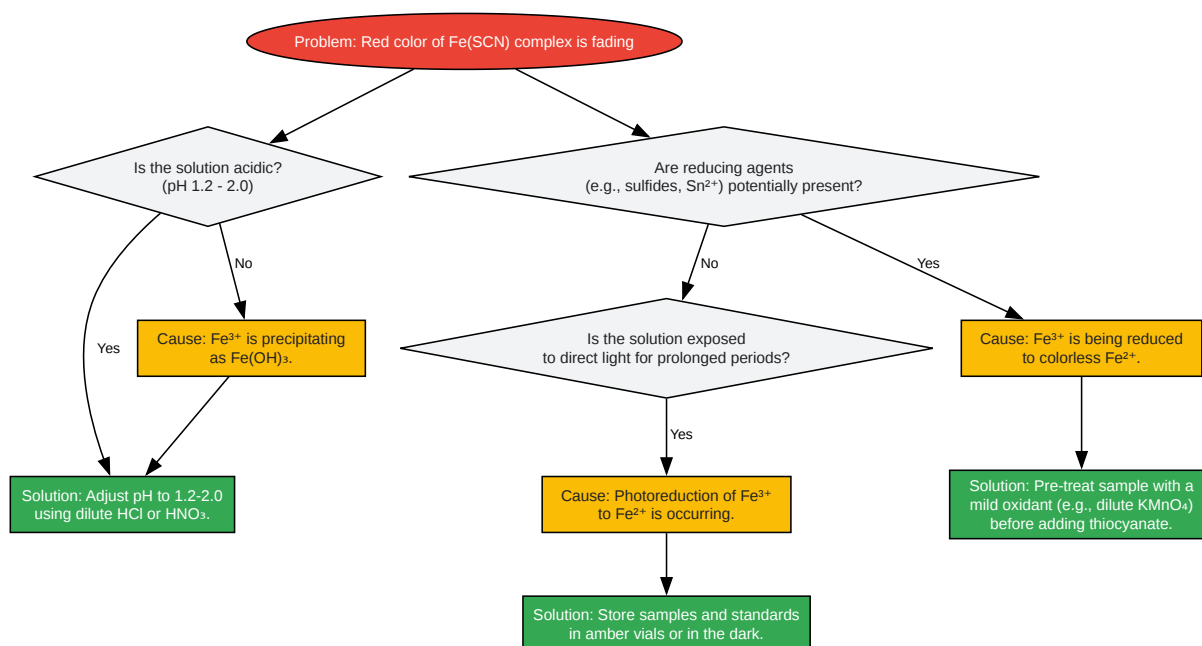 Problem: Red color of Fe(SCN) complex is fading
Is the solution acidic?
(pH 1.2 - 2.0)
Are reducing agents
(e.g., sulfides, Sn²⁺) potentially present?
No
No
Yes
Cause: Fe³⁺ is precipitating
as Fe(OH)₃.
Is the solution exposed
to direct light for prolonged periods?
Cause: Fe³⁺ is being reduced
to colorless Fe²⁺.
Yes
Yes
Solution: Adjust pH to 1.2-2.0
using dilute HCl or HNO₃.
Cause: Photoreduction of Fe³⁺
to Fe²⁺ is occurring.
Solution: Pre-treat sample with a
mild oxidant (e.g., dilute KMnO₄)
before adding thiocyanate.
Solution: Store samples and standards
in amber vials or in the dark.